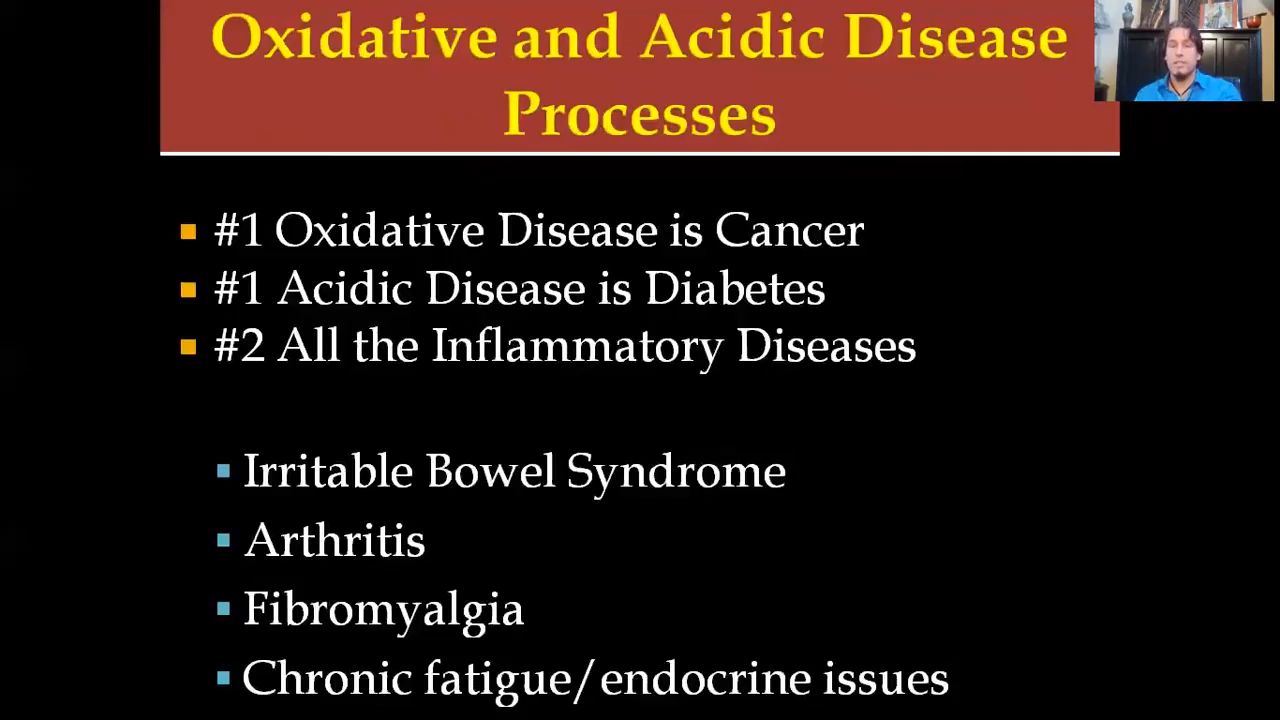 Oxidative and Acidic Disease
Processes
#1 Oxidative Disease is Cancer
#1 Acidic Disease is Diabetes
#2 All the Inflammatory Diseases
Irritable Bowel Syndrome
Arthritis
Fibromyalgia
Chronic fatigue/endocrine issues